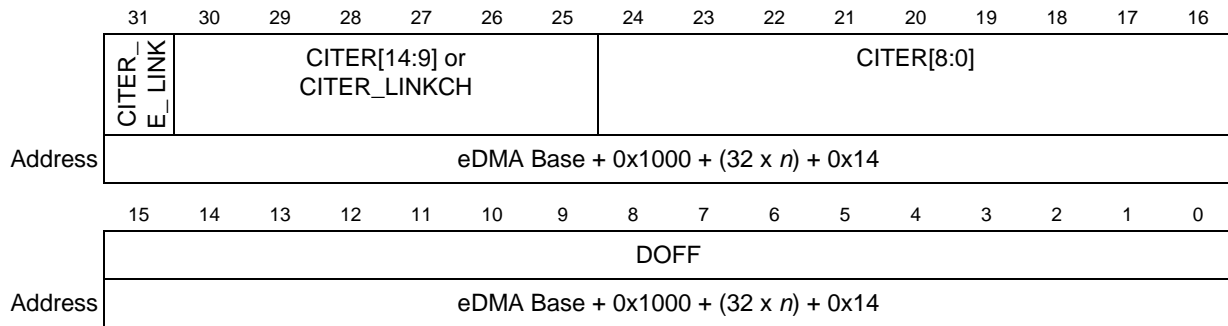 31 30 29 28 27 26 25 24 23 22 21 20 19 18 17 16
CITER_
E_ LINK
CITER[14:9] or
CITER_LINKCH
CITER[8:0]
Address eDMA Base + 0x1000 + (32 x n) + 0x14
15 14 13 12 11 10 9 8 7 6 5 4 3 2 1 0
DOFF
Address eDMA Base + 0x1000 + (32 x n) + 0x14